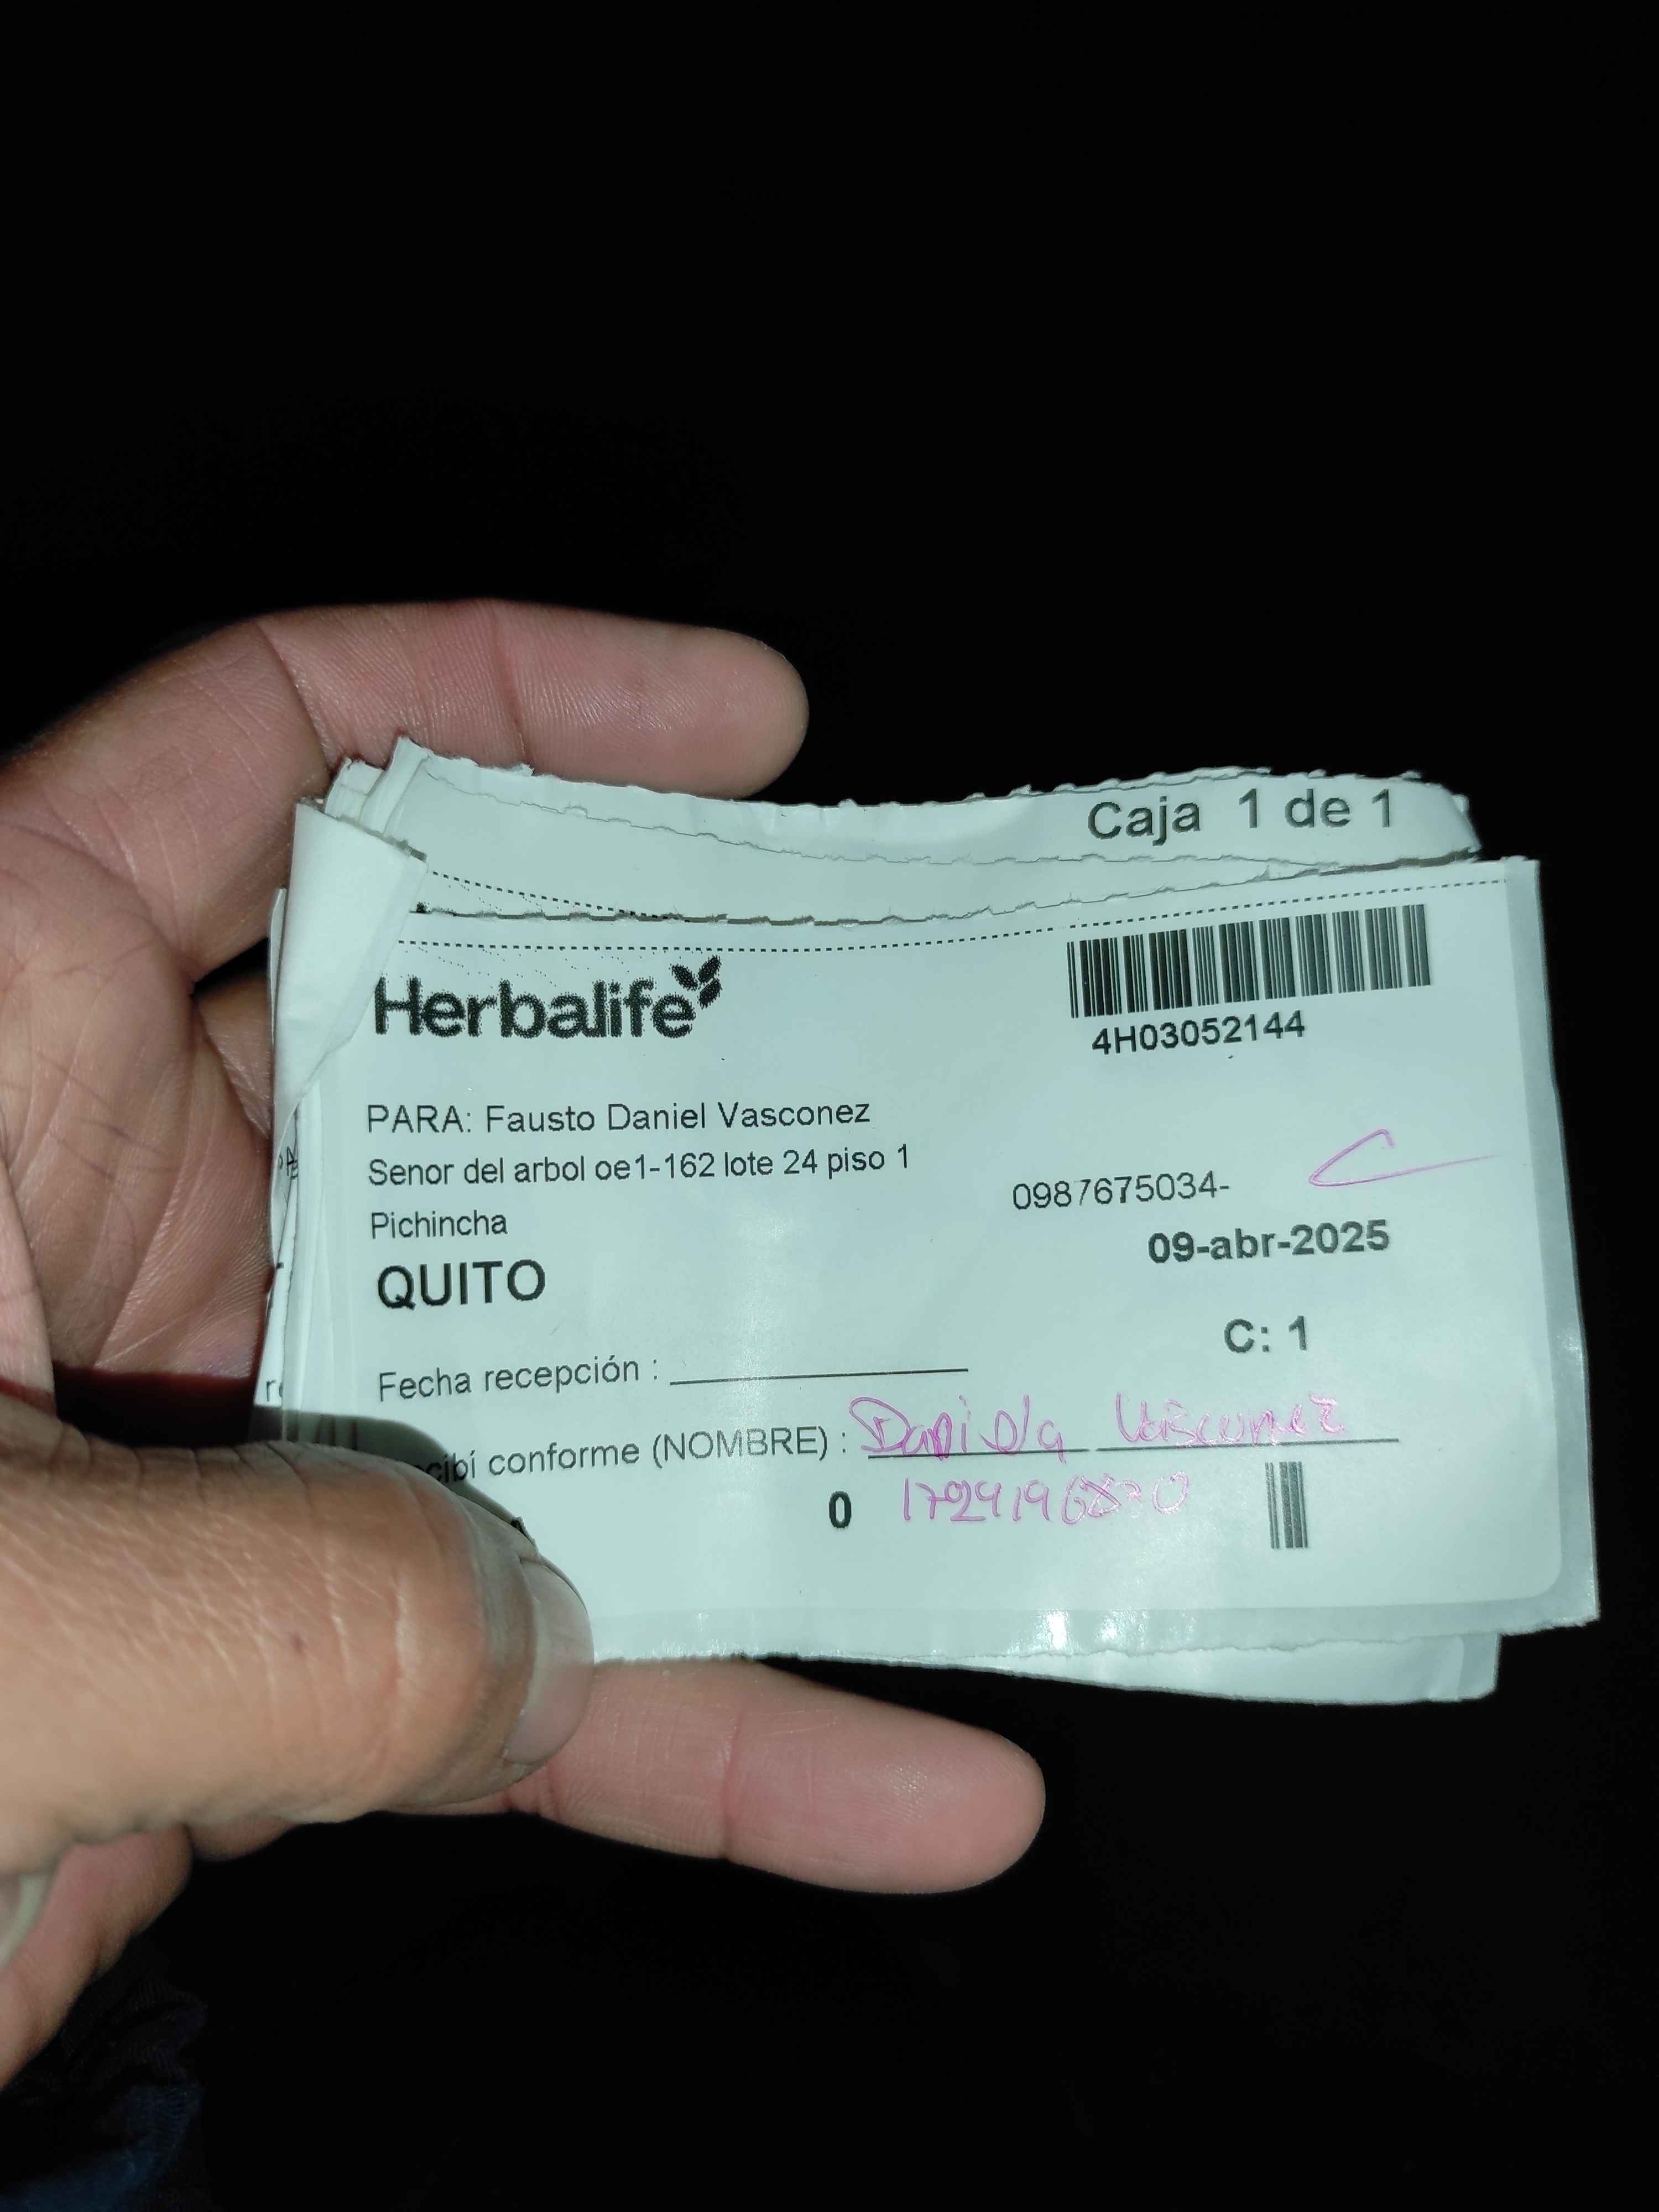 Caja 1 de 1
Herbalife
4H03052144
PARA: Fausto Daniel Vasconez
Senor del arbol oe1-162 lote 24 piso 1
0987675034-
Pichincha
09-abr-2025
QUITO
C: 1
Fecha recepción :
cibí conforme (NOMBRE) : Daniela Vasconez
0